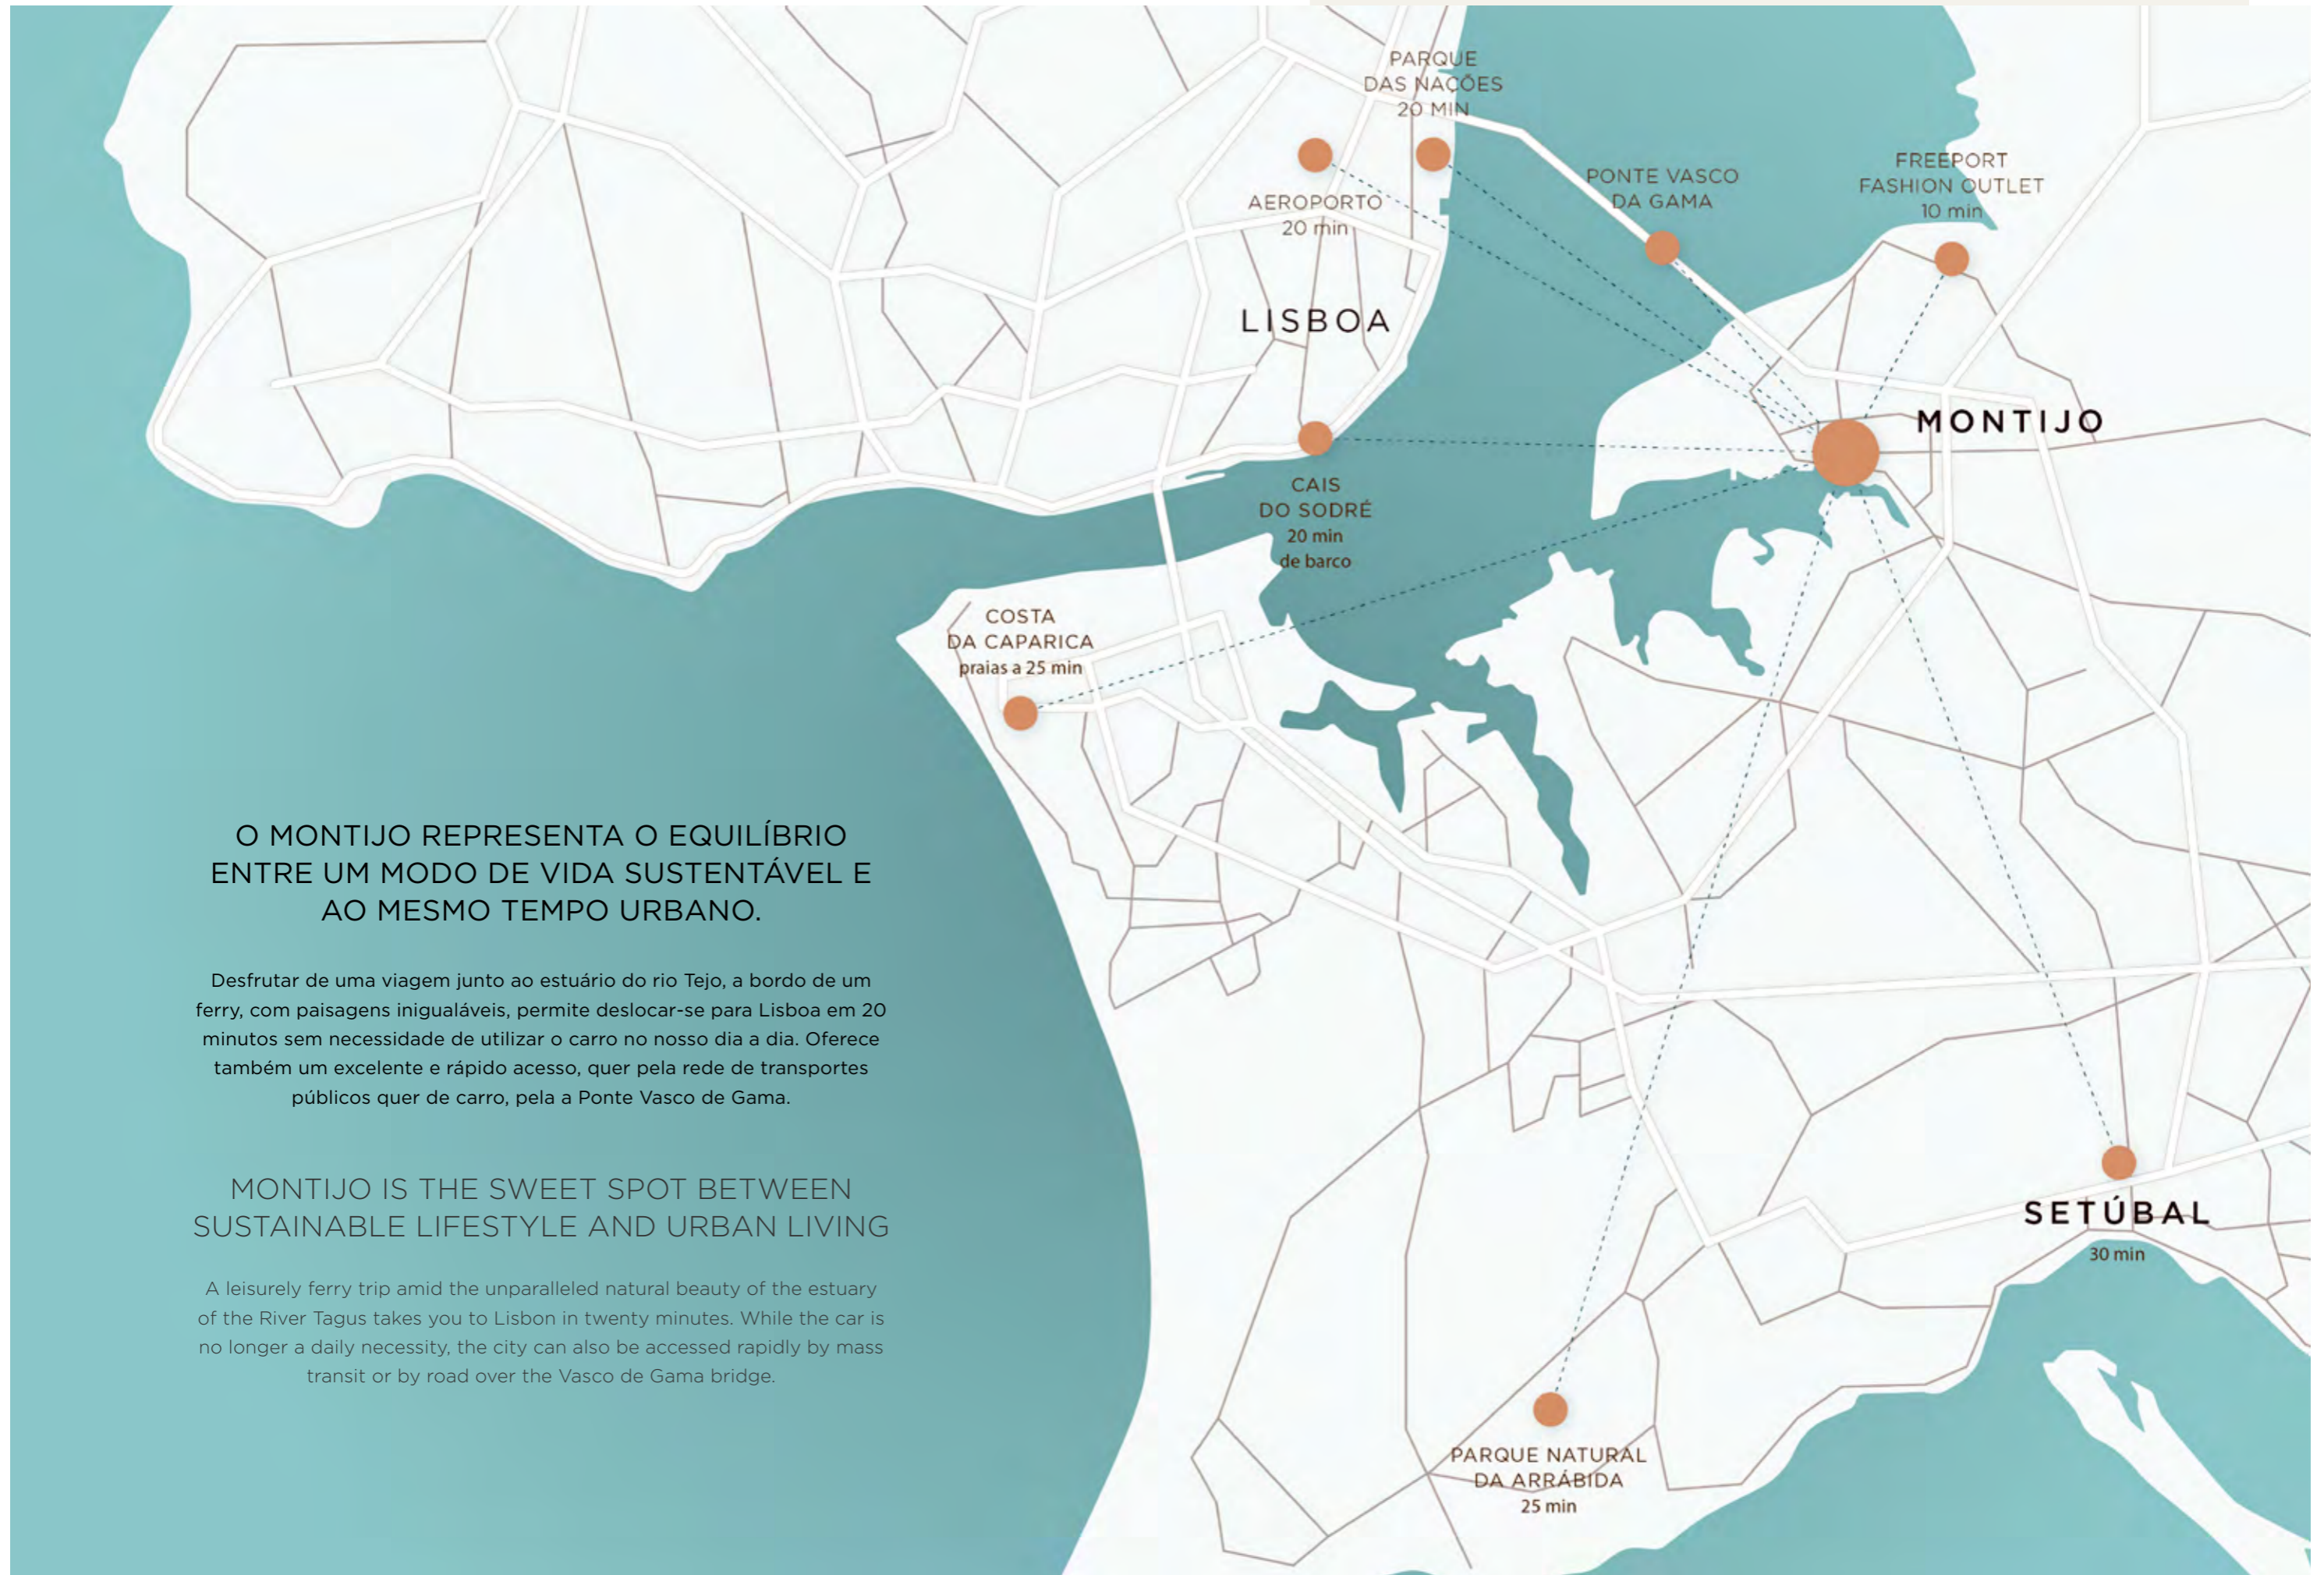 PARQUE
DAS NAÇÕES
20 MIN
AEROPORTO
20 min
PONTE VASCO
DA GAMA
FREEPORT
FASHION OUTLET
10 min
LISBOA
MONTIJO
CAIS
DO SODRÉ
20 min
de barco
COSTA
DA CAPARICA
praias a 25 min
O MONTIJO REPRESENTA O EQUILÍBRIO
ENTRE UM MODO DE VIDA SUSTENTÁVEL E
AO MESMO TEMPO URBANO.
Desfrutar de uma viagem junto ao estuário do rio Tejo, a bordo de um
ferry, com paisagens inigualáveis, permite deslocar-se para Lisboa em 20
minutos sem necessidade de utilizar o carro no nosso dia a dia. Oferece
também um excelente e rápido acesso, quer pela rede de transportes
públicos quer de carro, pela a Ponte Vasco de Gama.
MONTIJO IS THE SWEET SPOT BETWEEN
SUSTAINABLE LIFESTYLE AND URBAN LIVING
A leisurely ferry trip amid the unparalleled natural beauty of the estuary
of the River Tagus takes you to Lisbon in twenty minutes. While the car is
no longer a daily necessity, the city can also be accessed rapidly by mass
transit or by road over the Vasco de Gama bridge.
SETÚBAL
30 min
PARQUE NATURAL
DA ARRÁBIDA
25 min